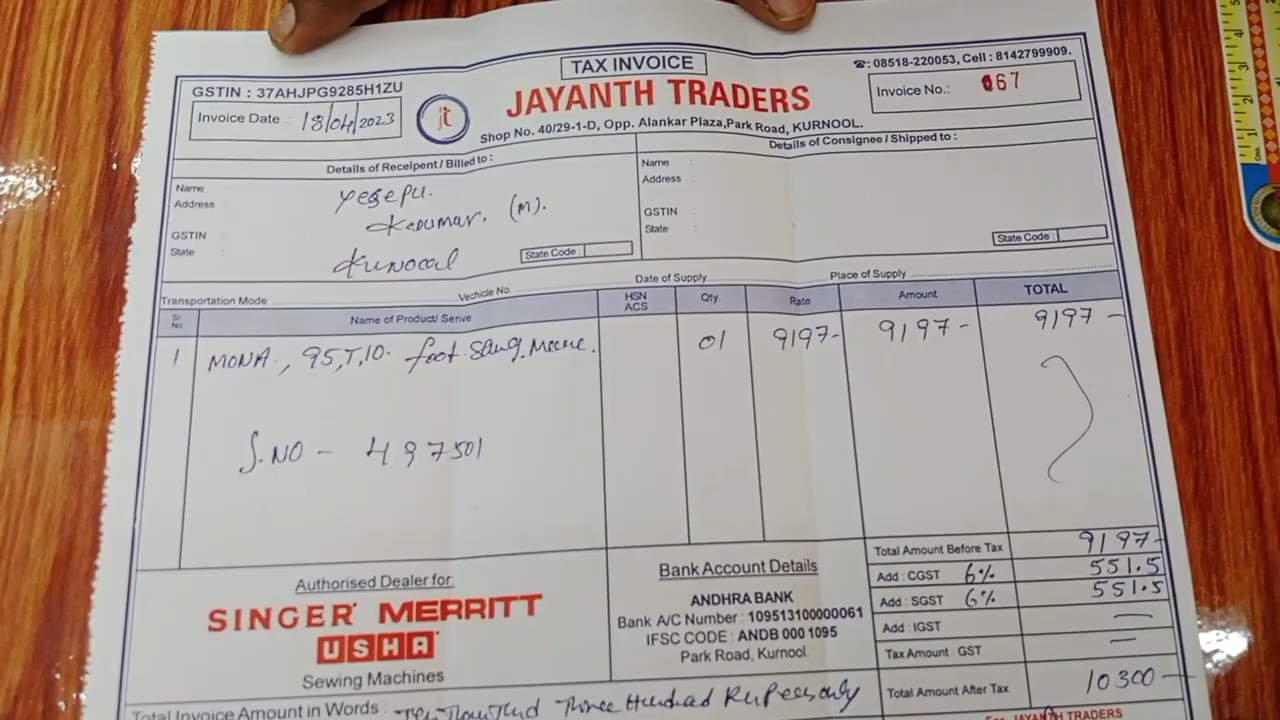 TAX INVOICE
☎: 08518-220053, Cell : 8142799909.
GSTIN : 37AHJPG9285H1ZU
Invoice Date : 18/04/2023
jt
JAYANTH TRADERS
Invoice No.: 067
Shop No. 40/29-1-D, Opp. Alankar Plaza,Park Road, KURNOOL.
Details of Receipent / Billed to :
Details of Consignee / Shipped to :
Name :
Address :
GSTIN :
State :
(M).
State Code :
Name :
Address :
GSTIN :
State :
State Code :
Transportation Mode
Vechicle No.
Date of Supply
Place of Supply
Sr No
Name of Product/ Serive
HSN ACS
Qty
Rate
Amount
TOTAL
1 MONA., 95,T,10. foot 01 9197- 9197- 9197-
S.NO - 497501
Total Amount Before Tax 9197-
Add : CGST 6% 551.5
Add : SGST 6% 551.5
Add : IGST —
Tax Amount : GST —
Total Amount After Tax 10300-
Authorised Dealer for:
SINGER MERRITT
USHA
Sewing Machines
Bank Account Details
ANDHRA BANK
Bank A/C Number : 109513100000061
IFSC CODE : ANDB 000 1095
Park Road, Kurnool
Total Invoice Amount in Words : Three Hundred Rupees only
For JAYANTH TRADERS